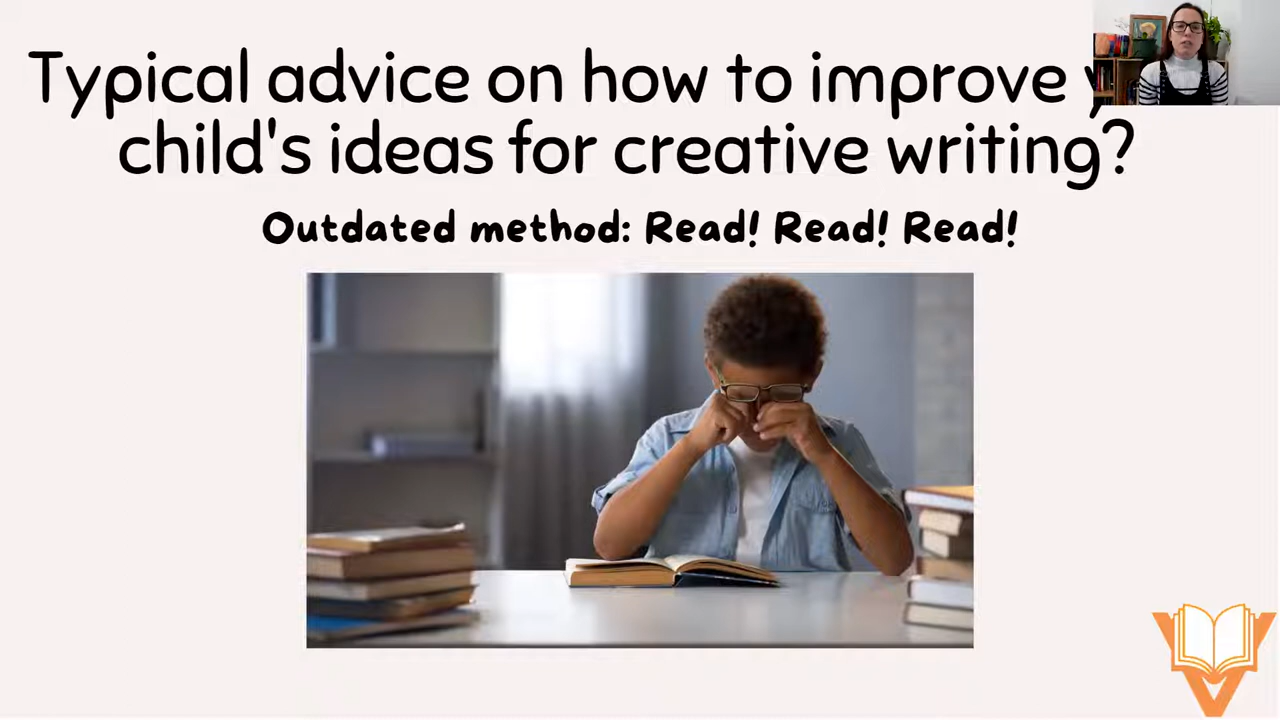 Typical advice on how to improve
child's ideas for creative writing?
Outdated method: Read! Read! Read!